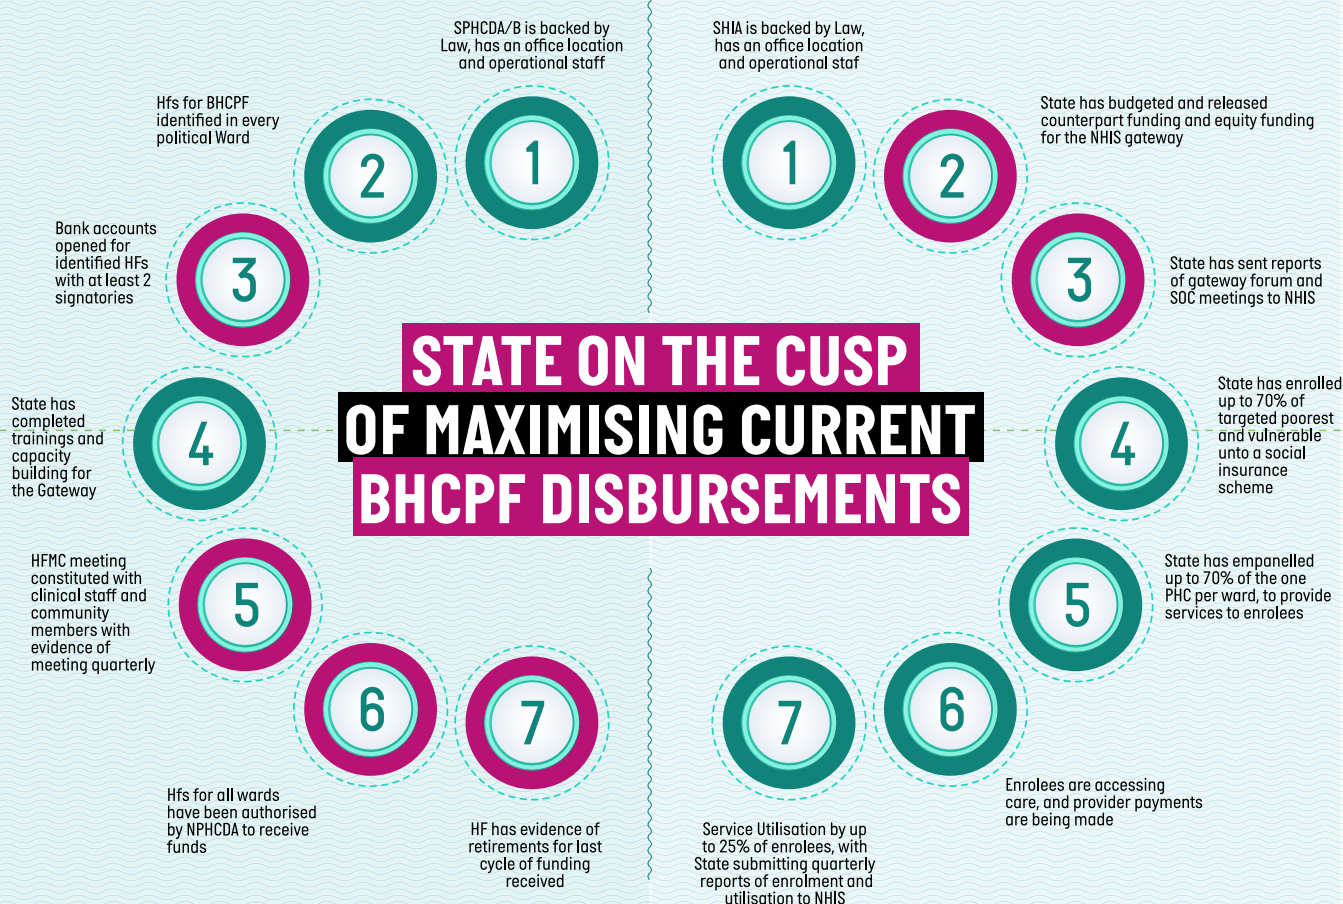 SPHCDA/B is backed by
Law, has an office location
and operational staff
1
Hfs for BHCPF
identified in every
political Ward
2
Bank accounts
opened for
identified HFs
with at least 2
signatories
3
State has
completed
trainings and
capacity
building for
the Gateway
4
HFMC meeting
constituted with
clinical staff and
community
members with
evidence of
meeting quarterly
5
6
Hfs for all wards
have been authorised
by NPHCDA to receive
funds
7
HF has evidence of
retirements for last
cycle of funding
received
STATE ON THE CUSP
OF MAXIMISING CURRENT
BHCPF DISBURSEMENTS
SHIA is backed by Law,
has an office location
and operational staf
1
State has budgeted and released
counterpart funding and equity funding
for the NHIS gateway
2
3
State has sent reports
of gateway forum and
SOC meetings to NHIS
4
State has enrolled
up to 70% of
targeted poorest
and vulnerable
unto a social
insurance
scheme
5
State has empanelled
up to 70% of the one
PHC per ward, to provide
services to enrolees
6
Enrolees are accessing
care, and provider payments
are being made
7
Service Utilisation by up
to 25% of enrolees, with
State submitting quarterly
reports of enrolment and
utilisation to NHIS